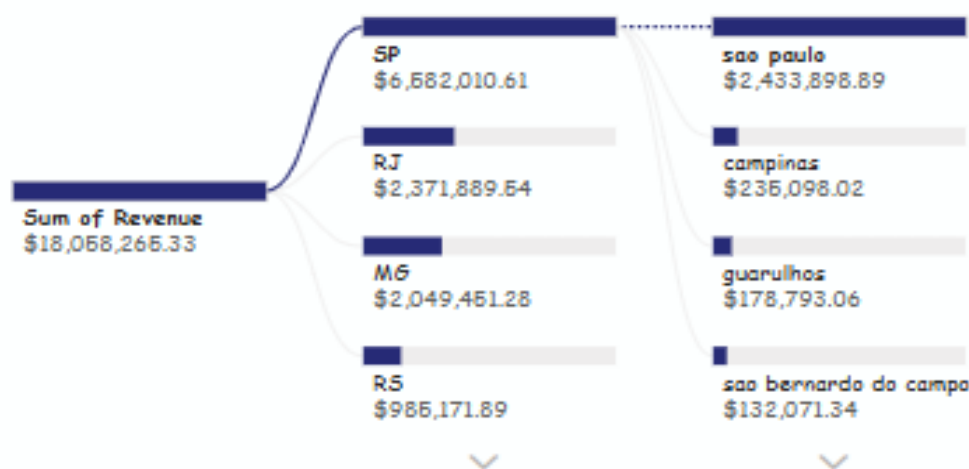 Sum of Revenue
$18,058,265.33
SP
$6,582,010.61
RJ
$2,371,889.54
MG
$2,049,451.28
RS
$985,171.89
sao paulo
$2,433,898.89
campinas
$235,098.02
guarulhos
$178,793.06
sao bernardo do campo
$132,071.34